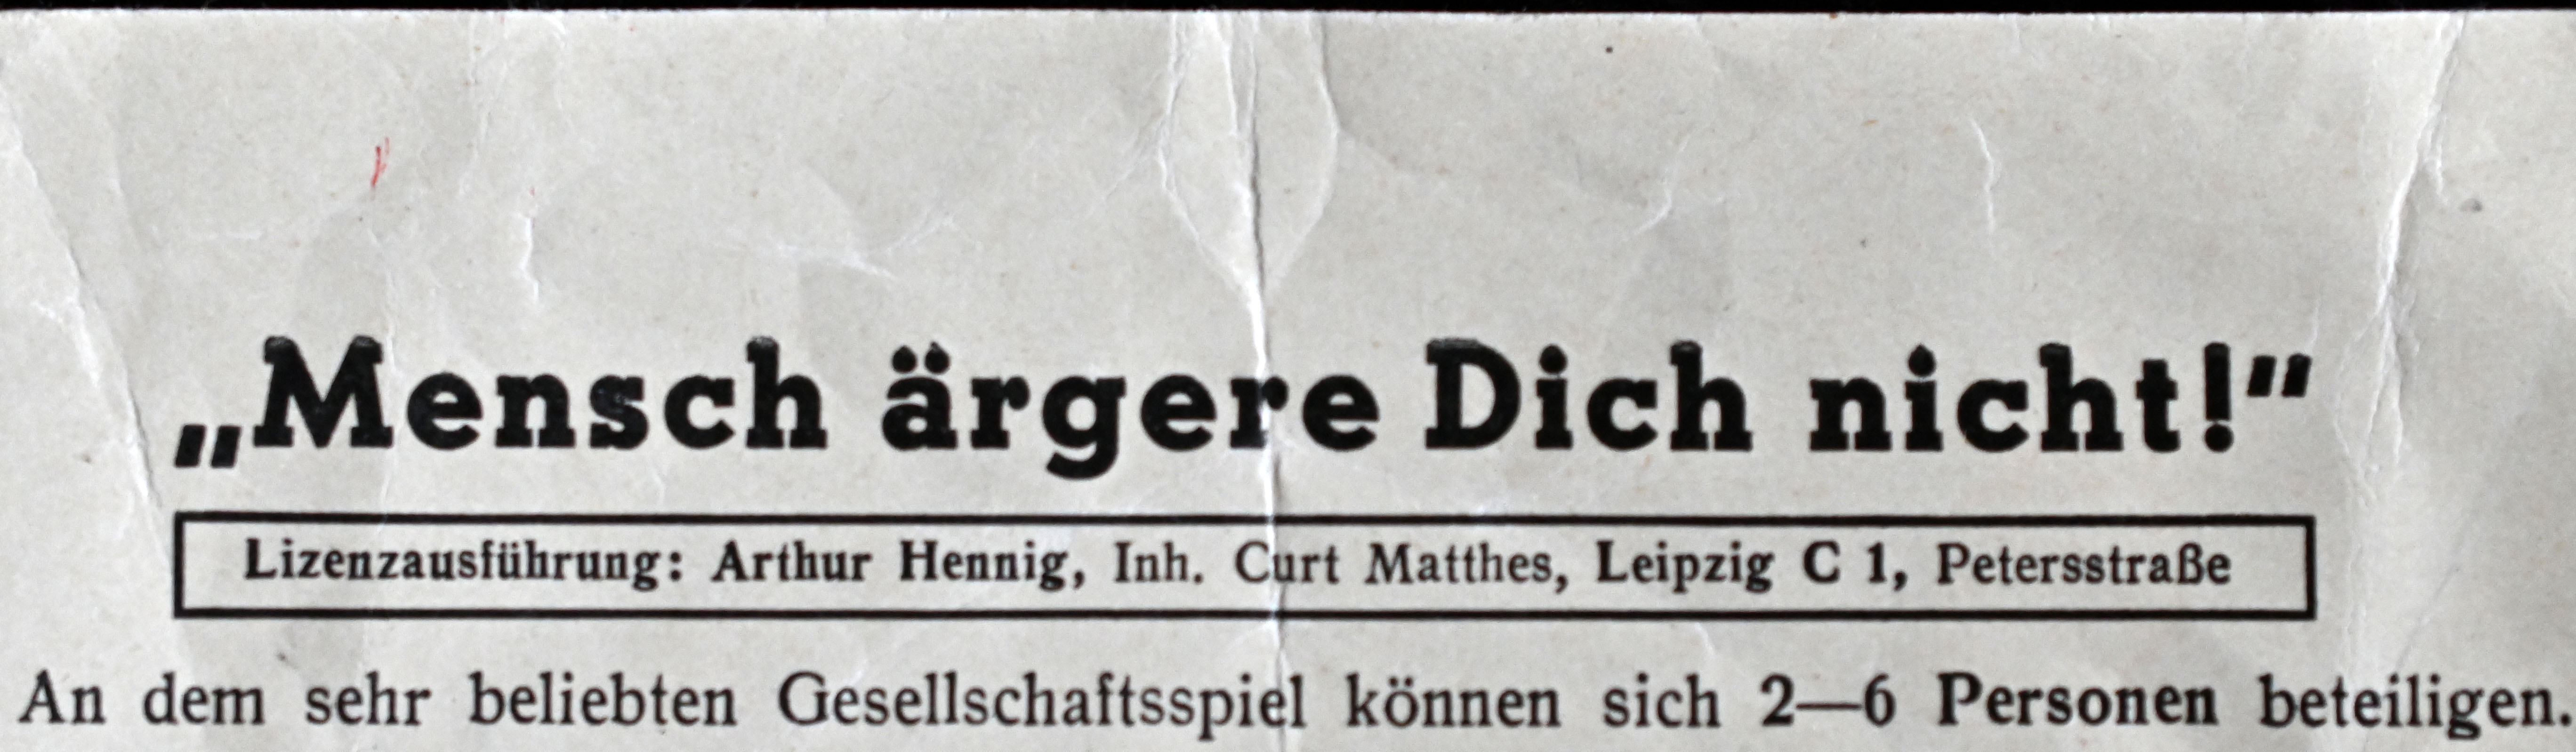 „Mensch ärgere Dich nicht!“
Lizenzausführung: Arthur Hennig, Inh. Curt Matthes, Leipzig C 1, Petersstraße
An dem sehr beliebten Gesellschaftsspiel können sich 2—6 Personen beteiligen.